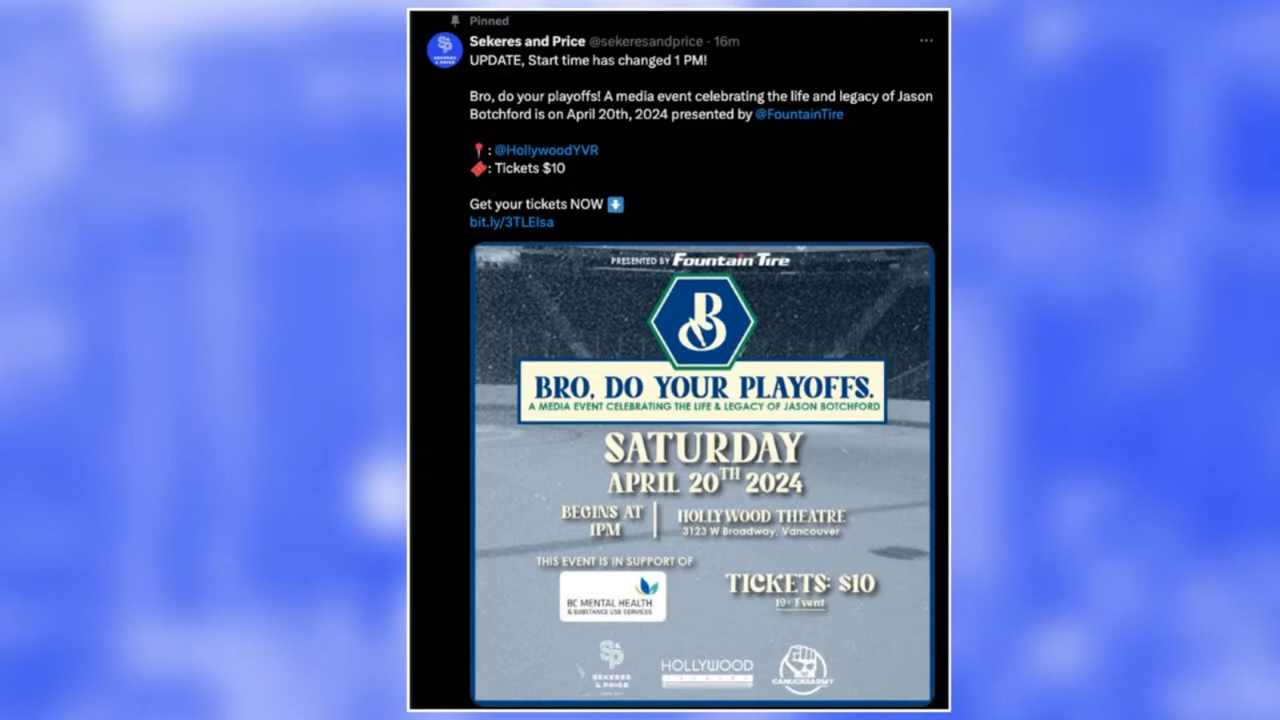 Pinned
Sekeres and Price @sekeresandprice · 16m
UPDATE, Start time has changed 1 PM!
Bro, do your playoffs! A media event celebrating the life and legacy of Jason
Botchford is on April 20th, 2024 presented by @FountainTire
: @HollywoodYVR
: Tickets $10
Get your tickets NOW
bit.ly/3TLEIsa
PRESENTED BY Fountain Tire
B
BRO, DO YOUR PLAYOFFS.
A MEDIA EVENT CELEBRATING THE LIFE & LEGACY OF JASON BOTCHFORD
SATURDAY
APRIL 20TH 2024
BEGINS AT
1PM
HOLLYWOOD THEATRE
3123 W Broadway, Vancouver
THIS EVENT IS IN SUPPORT OF
BC MENTAL HEALTH
& SUBSTANCE USE SERVICES
TICKETS: $10
19+ Event
S&P
SEKERES
& PRICE
HOLLYWOOD
CANUCKSARMY